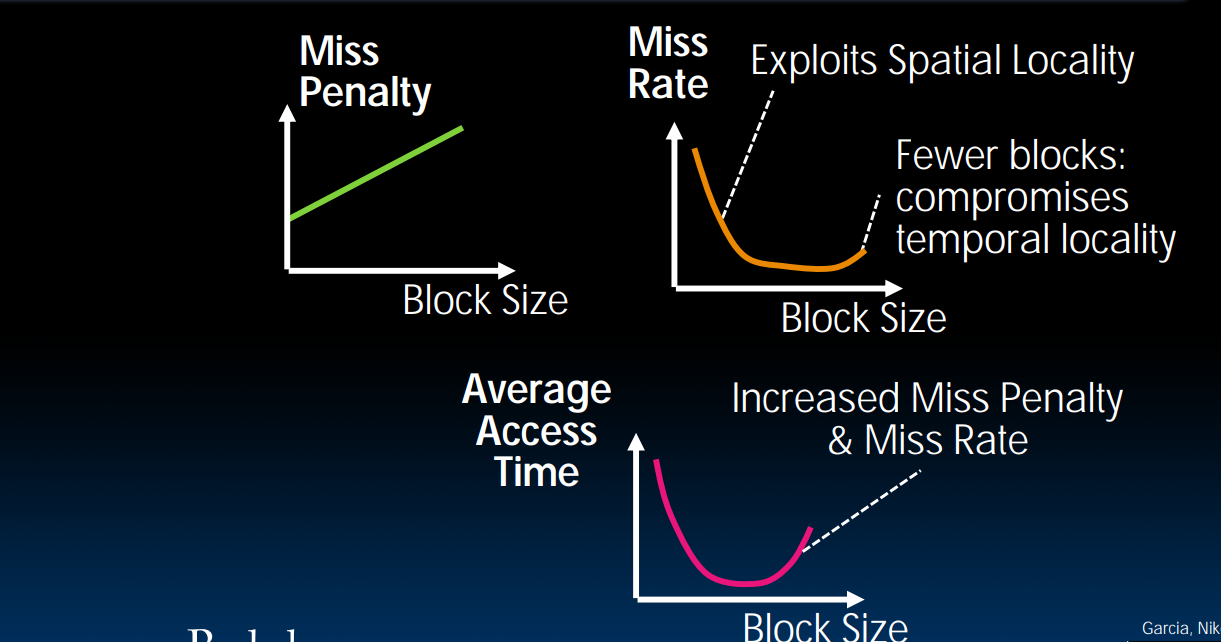 Miss
Penalty
Block Size
Miss
Rate
Exploits Spatial Locality
Fewer blocks:
compromises
temporal locality
Block Size
Average
Access
Time
Increased Miss Penalty
& Miss Rate
Block Size
Garcia, Nik